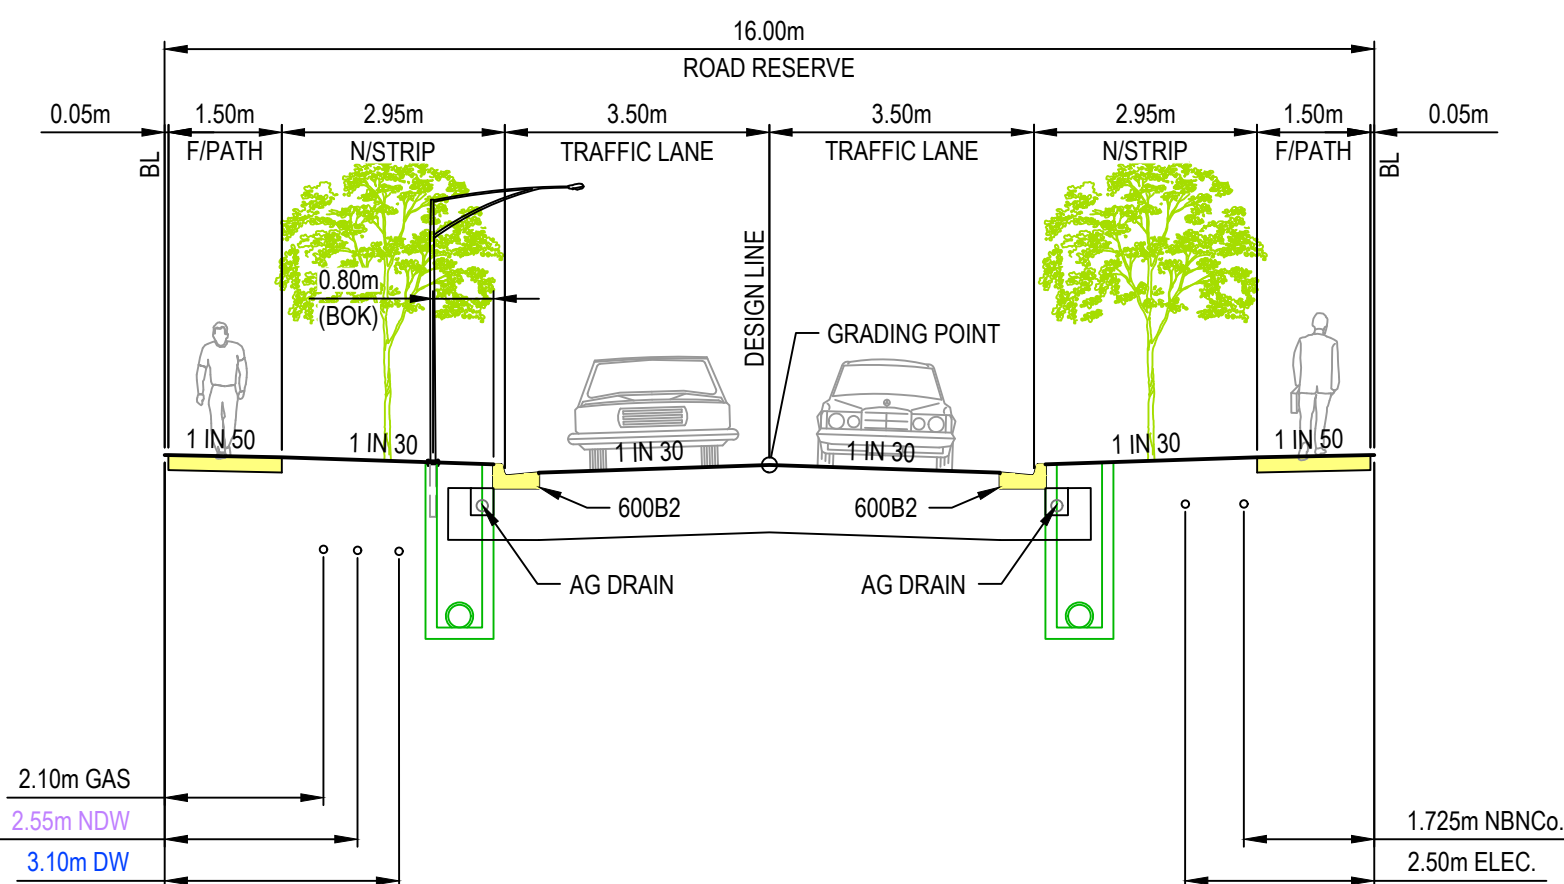 16.00m
ROAD RESERVE
0.05m 1.50m 2.95m 3.50m 3.50m 2.95m 1.50m 0.05m
BL F/PATH N/STRIP TRAFFIC LANE TRAFFIC LANE N/STRIP F/PATH BL
0.80m
(BOK)
DESIGN LINE
GRADING POINT
1 IN 50 1 IN 30 1 IN 30 1 IN 30 1 IN 30 1 IN 50
600B2 600B2
AG DRAIN AG DRAIN
2.10m GAS
2.55m NDW 1.725m NBNCo.
3.10m DW 2.50m ELEC.